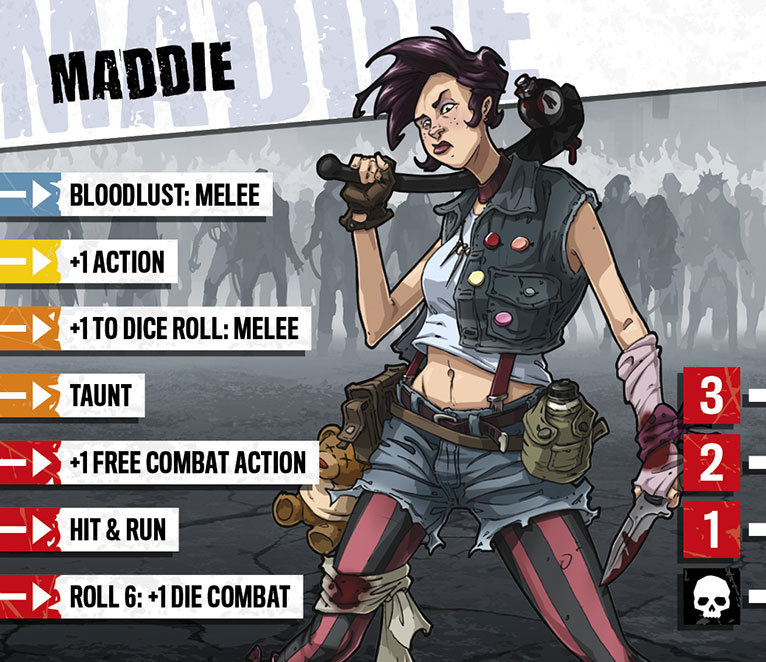 MADDIE
MADDIE
BLOODLUST: MELEE
+1 ACTION
+1 TO DICE ROLL: MELEE
TAUNT
+1 FREE COMBAT ACTION
HIT & RUN
ROLL 6: +1 DIE COMBAT
3
2
1